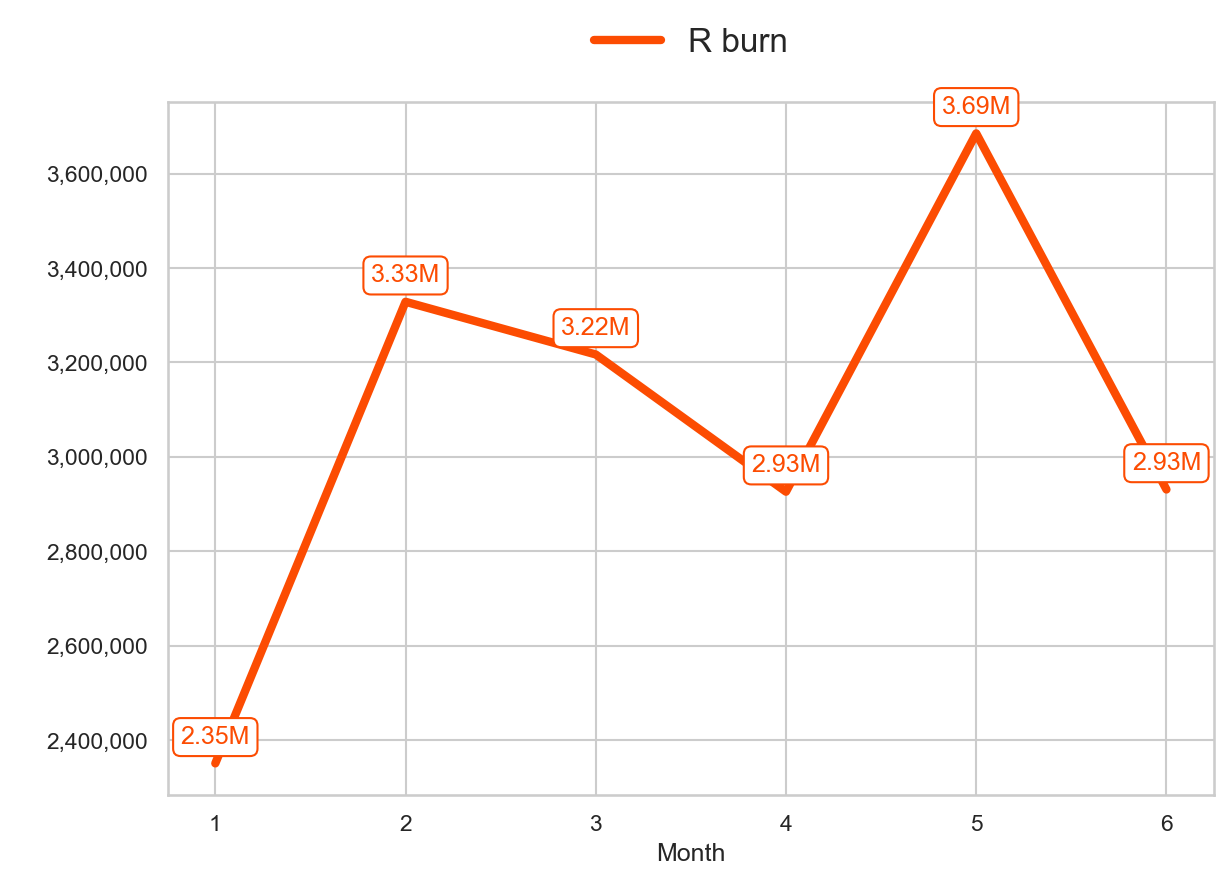 R burn
3.69M
3,600,000
3,400,000
3.33M
3.22M
3,200,000
3,000,000
2.93M
2.93M
2,800,000
2,600,000
2,400,000
2.35M
1 2 3 4 5 6
Month